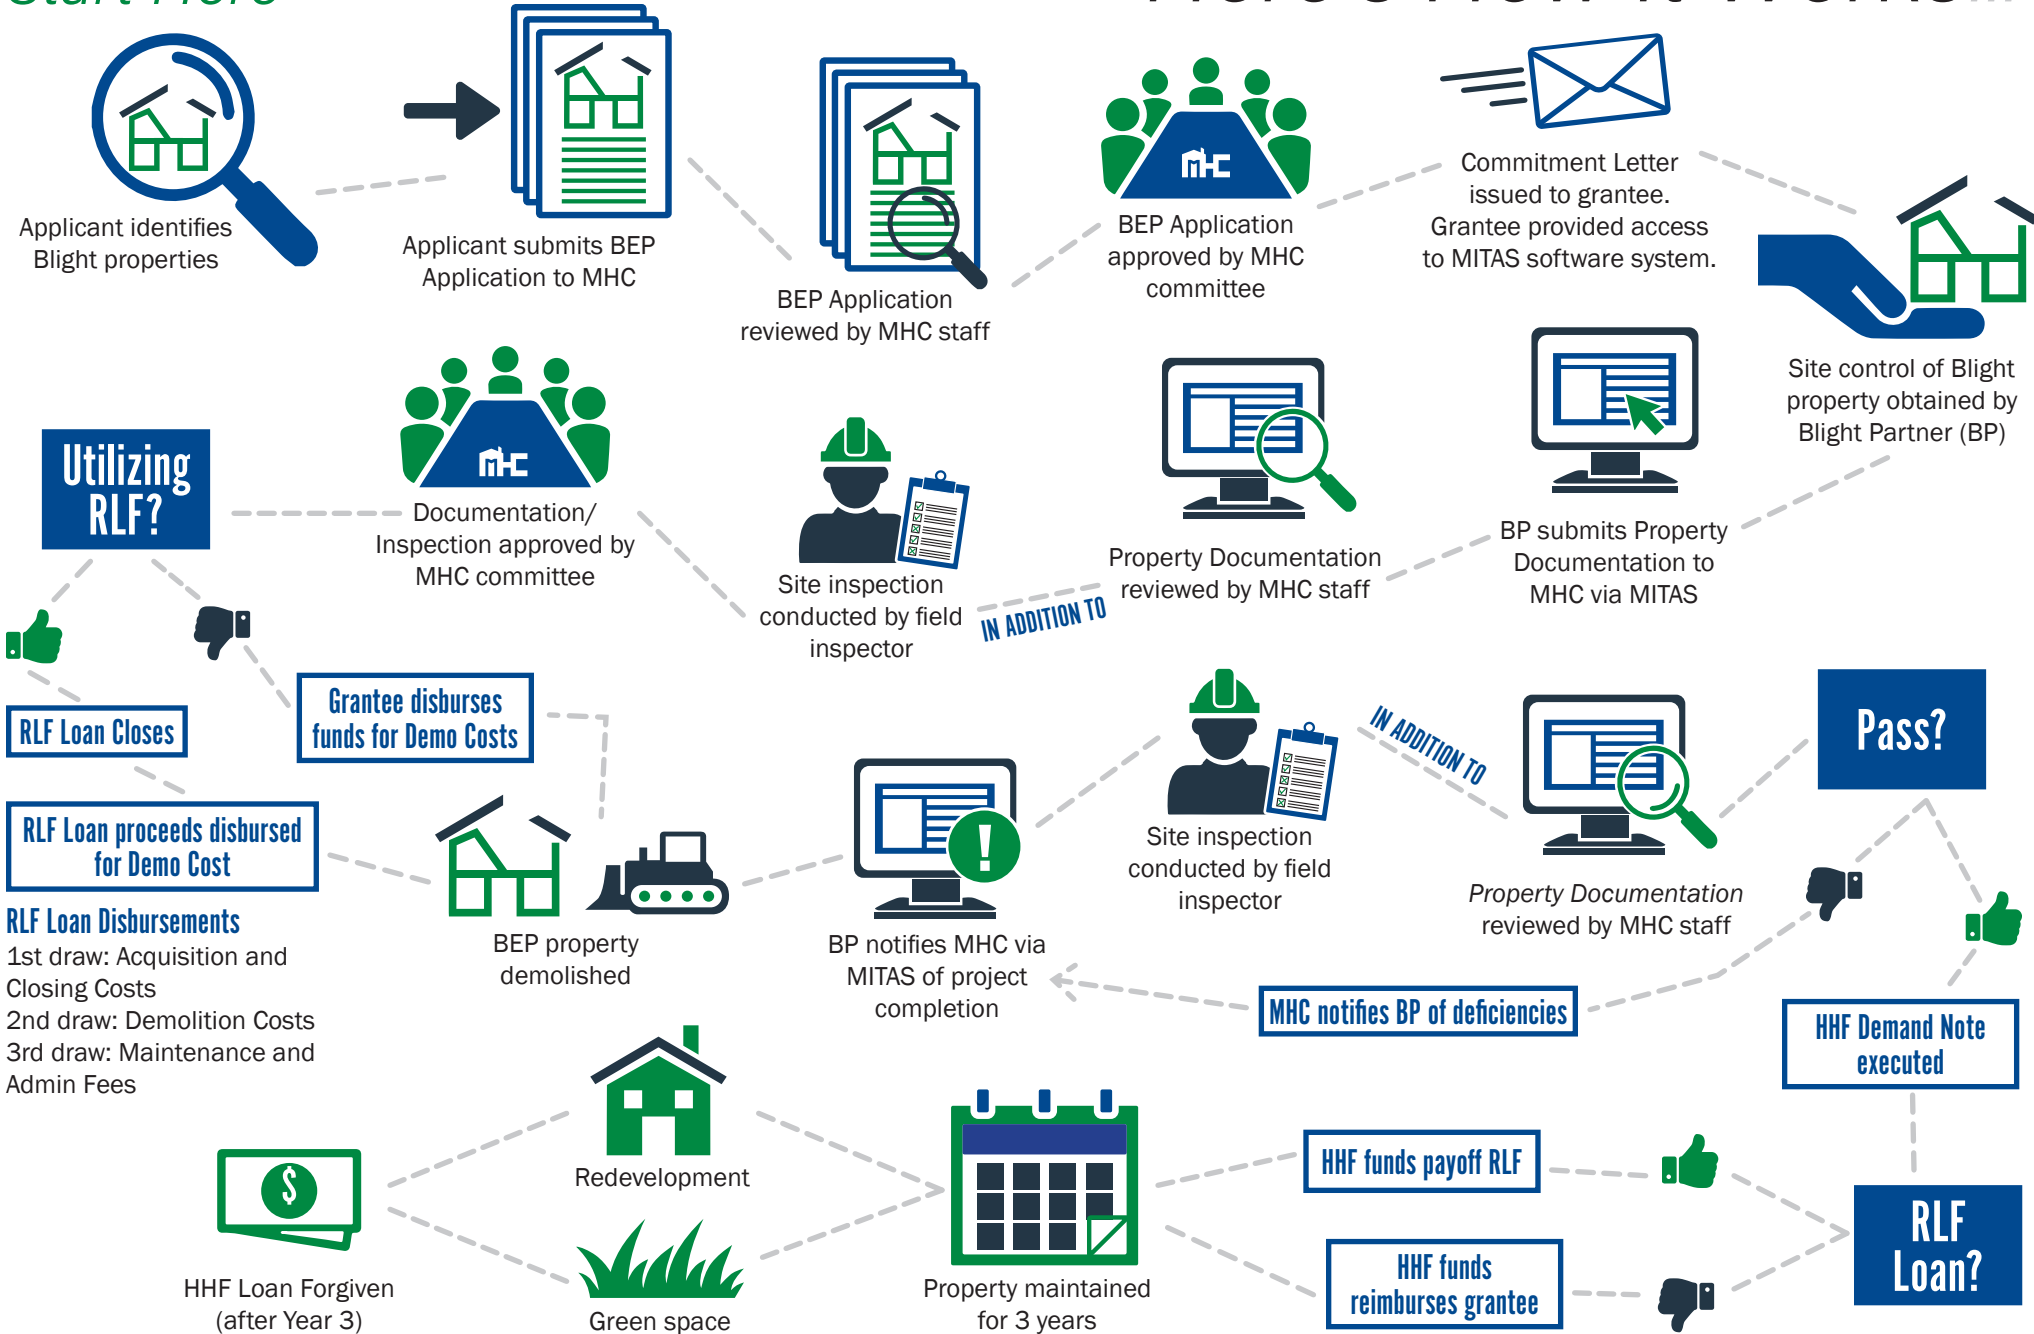 Start Here
Here's How it Works...
Applicant identifies
Blight properties
Applicant submits BEP
Application to MHC
BEP Application
reviewed by MHC staff
MHC
BEP Application
approved by MHC
committee
Commitment Letter
issued to grantee.
Grantee provided access
to MITAS software system.
Site control of Blight
property obtained by
Blight Partner (BP)
BP submits Property
Documentation to
MHC via MITAS
Property Documentation
reviewed by MHC staff
IN ADDITION TO
Site inspection
conducted by field
inspector
MHC
Documentation/
Inspection approved by
MHC committee
Utilizing
RLF?
RLF Loan Closes
Grantee disburses
funds for Demo Costs
RLF Loan proceeds disbursed
for Demo Cost
RLF Loan Disbursements
1st draw: Acquisition and
Closing Costs
2nd draw: Demolition Costs
3rd draw: Maintenance and
Admin Fees
BEP property
demolished
!
BP notifies MHC via
MITAS of project
completion
Site inspection
conducted by field
inspector
IN ADDITION TO
Property Documentation
reviewed by MHC staff
Pass?
MHC notifies BP of deficiencies
HHF Demand Note
executed
RLF
Loan?
HHF funds payoff RLF
HHF funds
reimburses grantee
Property maintained
for 3 years
Redevelopment
Green space
$
HHF Loan Forgiven
(after Year 3)